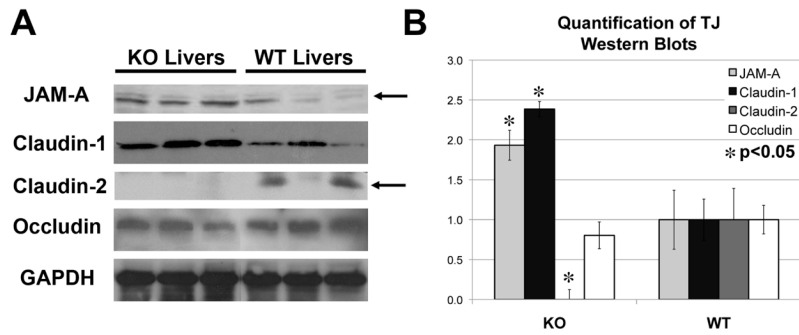 A
KO Livers
WT Livers
JAM-A
Claudin-1
Claudin-2
Occludin
GAPDH
B
Quantification of TJ
Western Blots
3.0
2.5
2.0
1.5
1.0
0.5
0.0
*
*
*
JAM-A
Claudin-1
Claudin-2
Occludin
* p<0.05
KO
WT